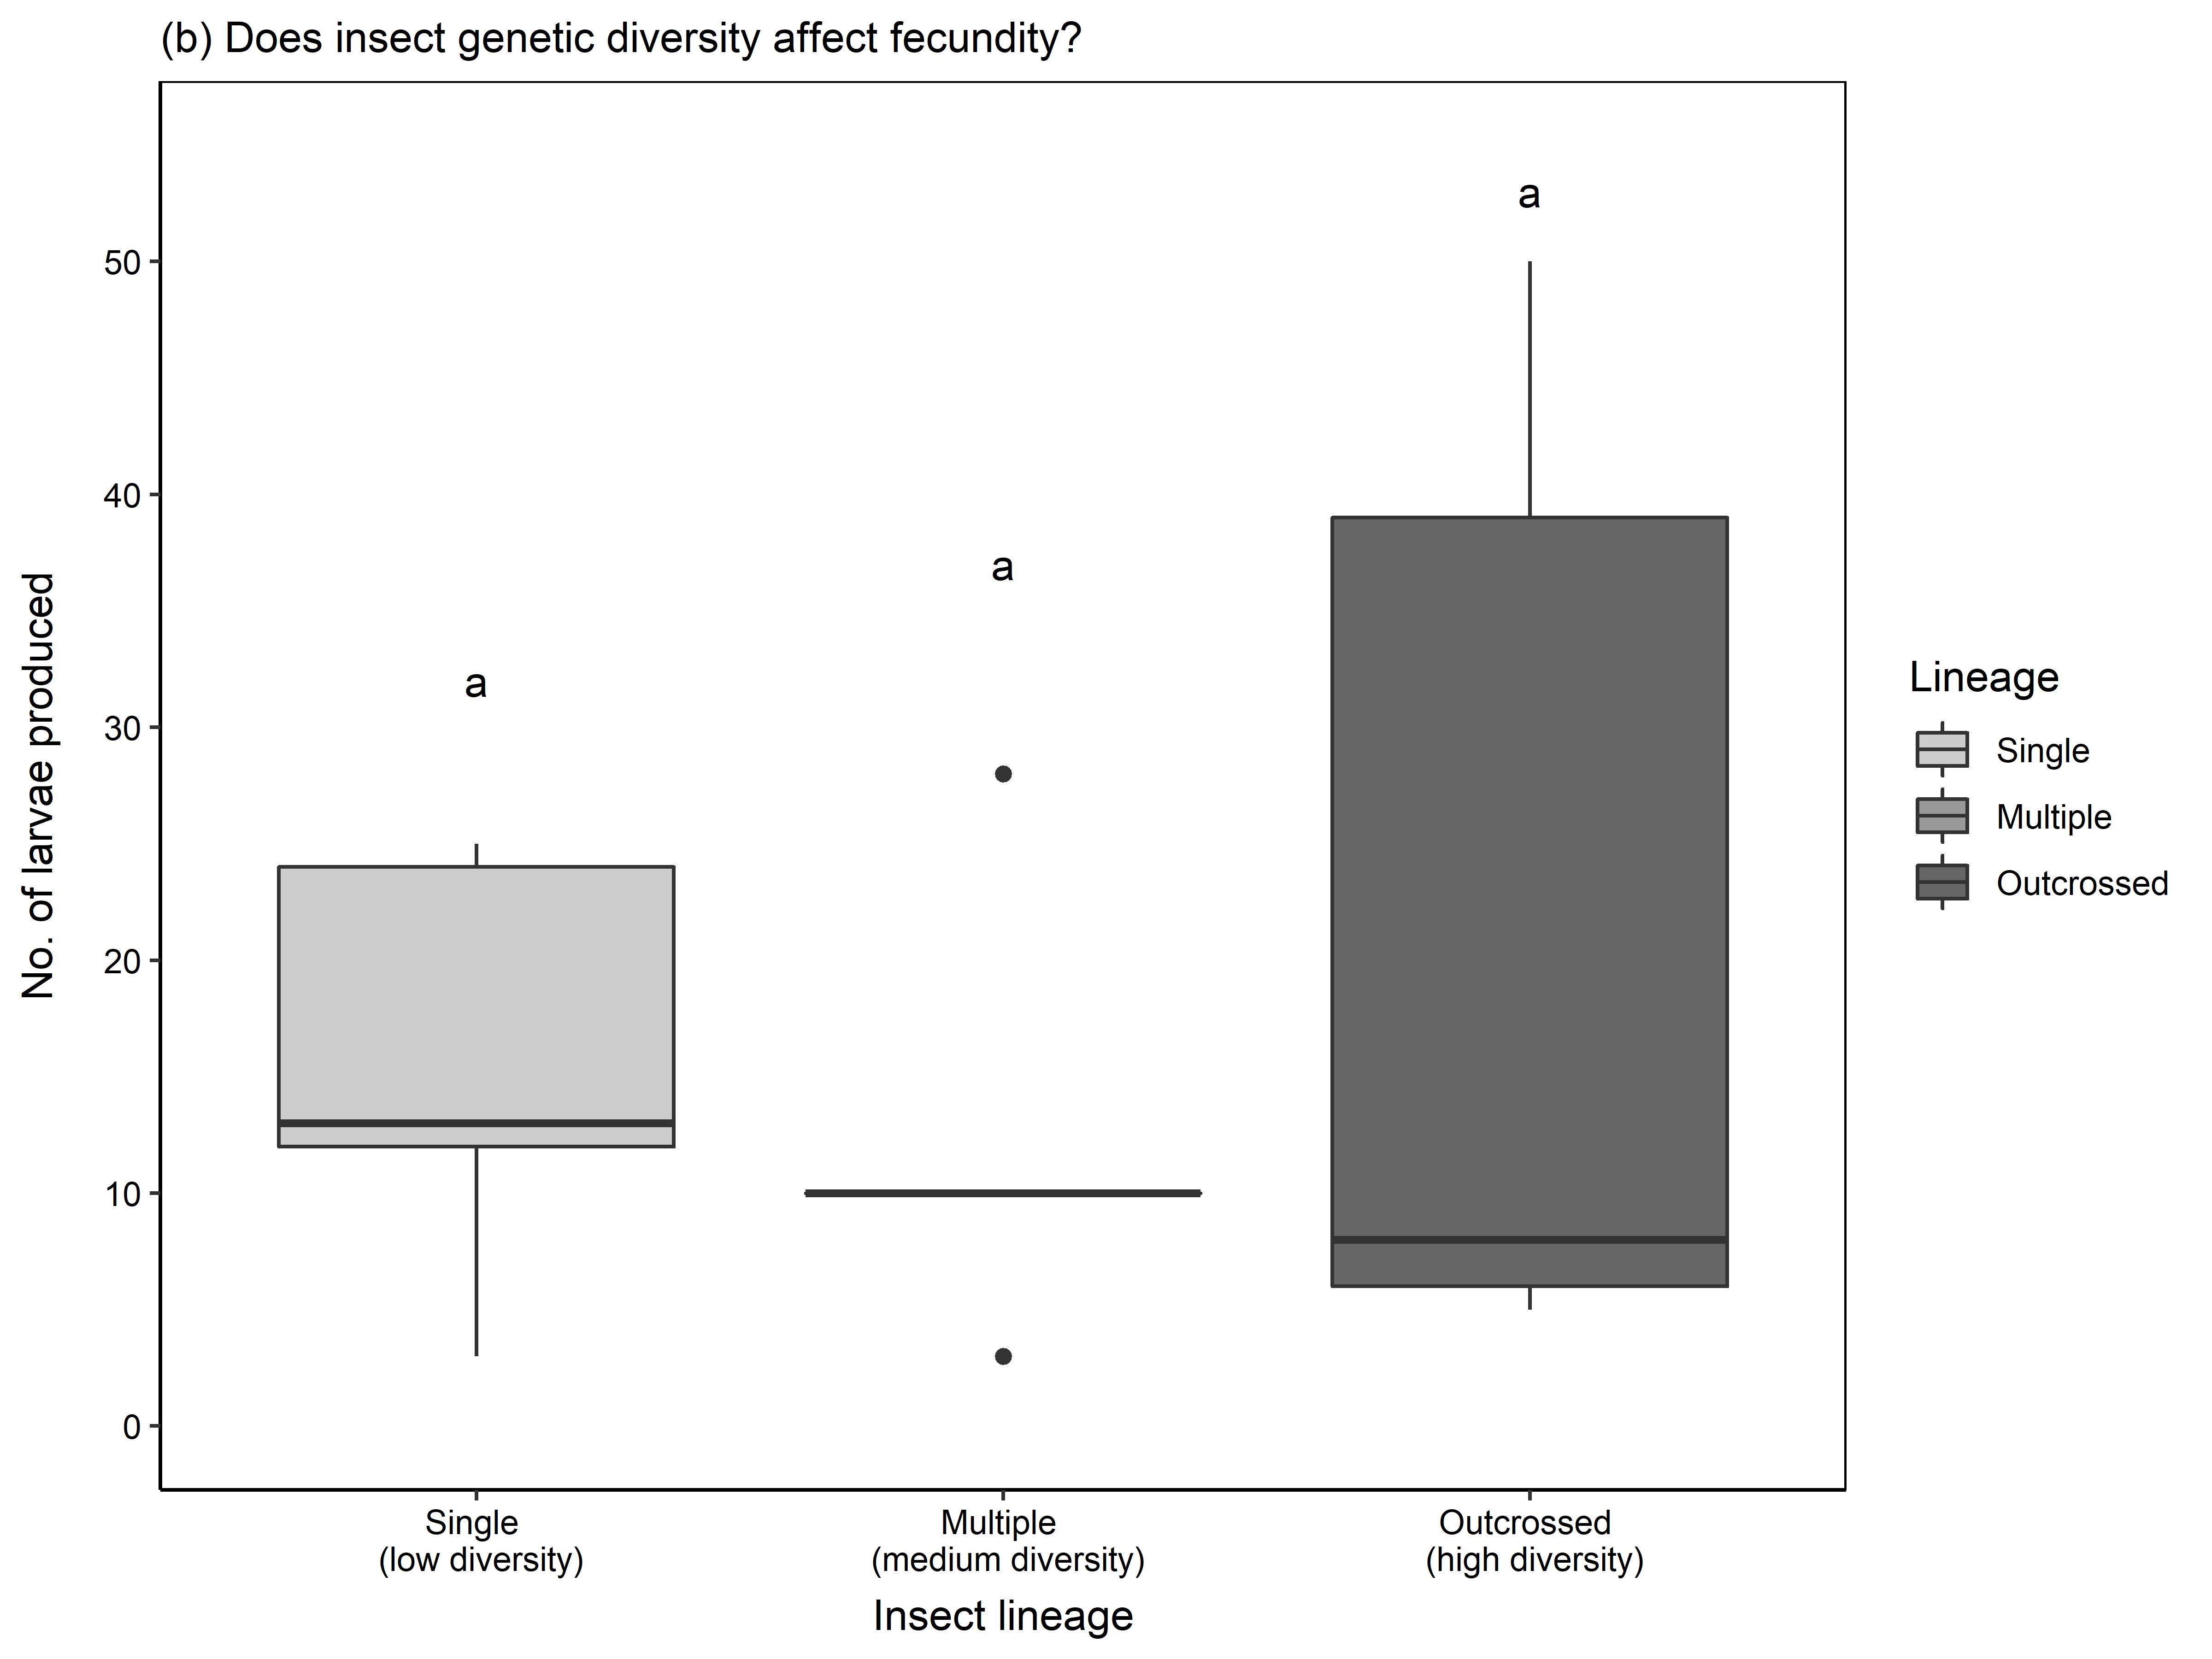 (b) Does insect genetic diversity affect fecundity?
No. of larvae produced
50
40
30
20
10
0
a
a
a
Single
(low diversity)
Multiple
(medium diversity)
Outcrossed
(high diversity)
Insect lineage
Lineage
Single
Multiple
Outcrossed